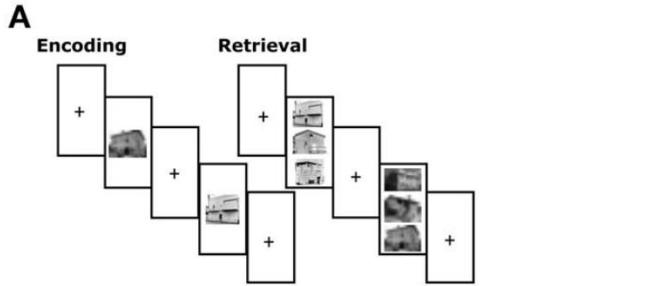 A
Encoding Retrieval
+ +
+ +
+ +